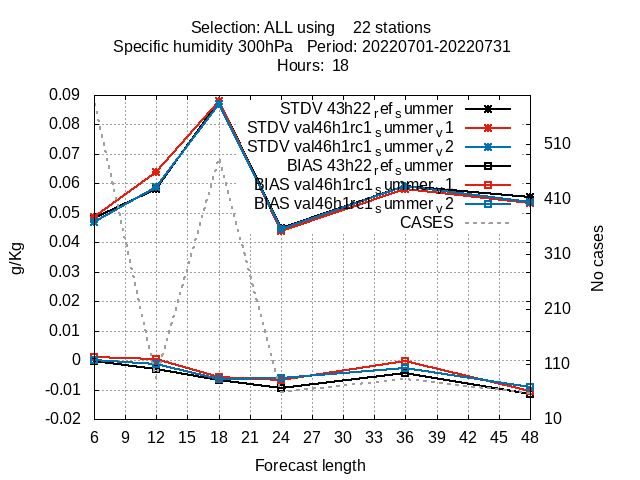 Selection: ALL using    22 stations
Specific humidity 300hPa   Period: 20220701-20220731
Hours:  18
STDV 43h22_ref_summer
STDV val46h1rc1_summer_v1
STDV val46h1rc1_summer_v2
BIAS 43h22_ref_summer
BIAS val46h1rc1_summer_v1
BIAS val46h1rc1_summer_v2
CASES
0.09
0.08
0.07
0.06
0.05
0.04
0.03
0.02
0.01
0
-0.01
-0.02
g/Kg
510
410
310
210
110
10
No cases
6 9 12 15 18 21 24 27 30 33 36 39 42 45 48
Forecast length